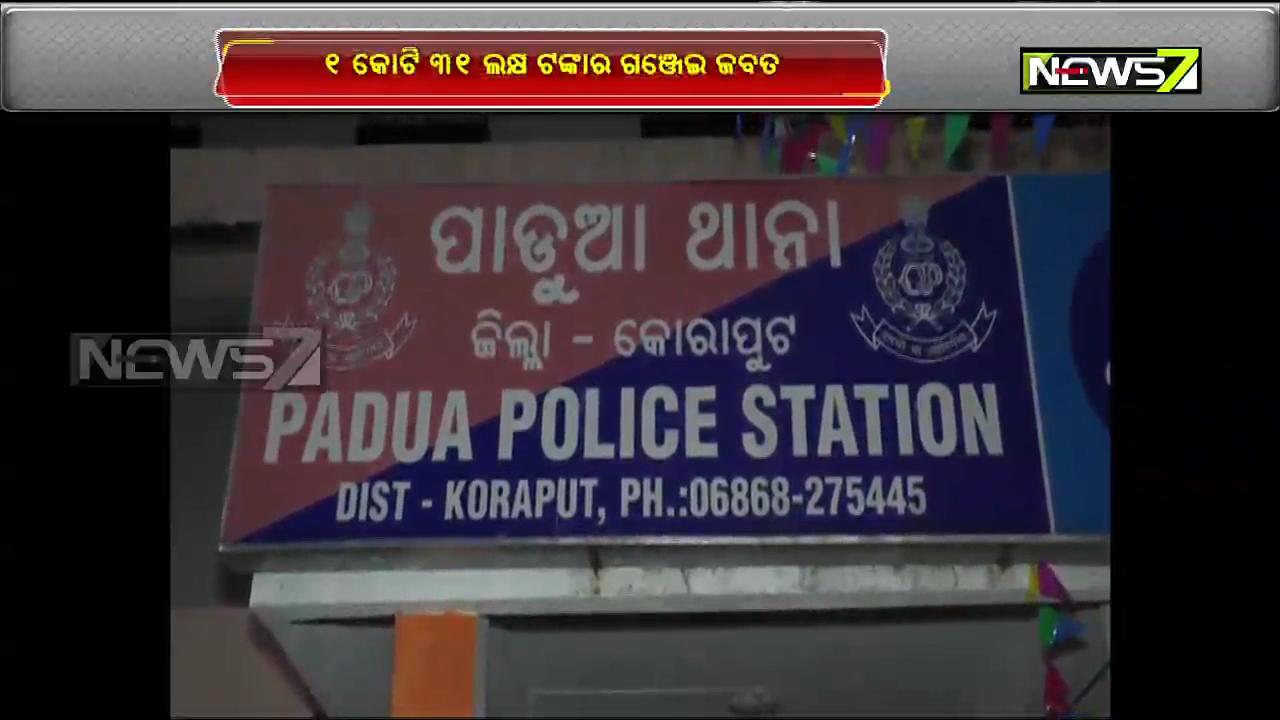 ୧ କୋଟି ୩୧ ଲକ୍ଷ ଟଙ୍କାର ଗଞ୍ଜେଇ ଜବତ
NEWS7
ପାଡୁଆ ଥାନା
ଜିଲ୍ଲା - କୋରାପୁଟ
NEWS7
PADUA POLICE STATION
DIST - KORAPUT, PH.:06868-275445